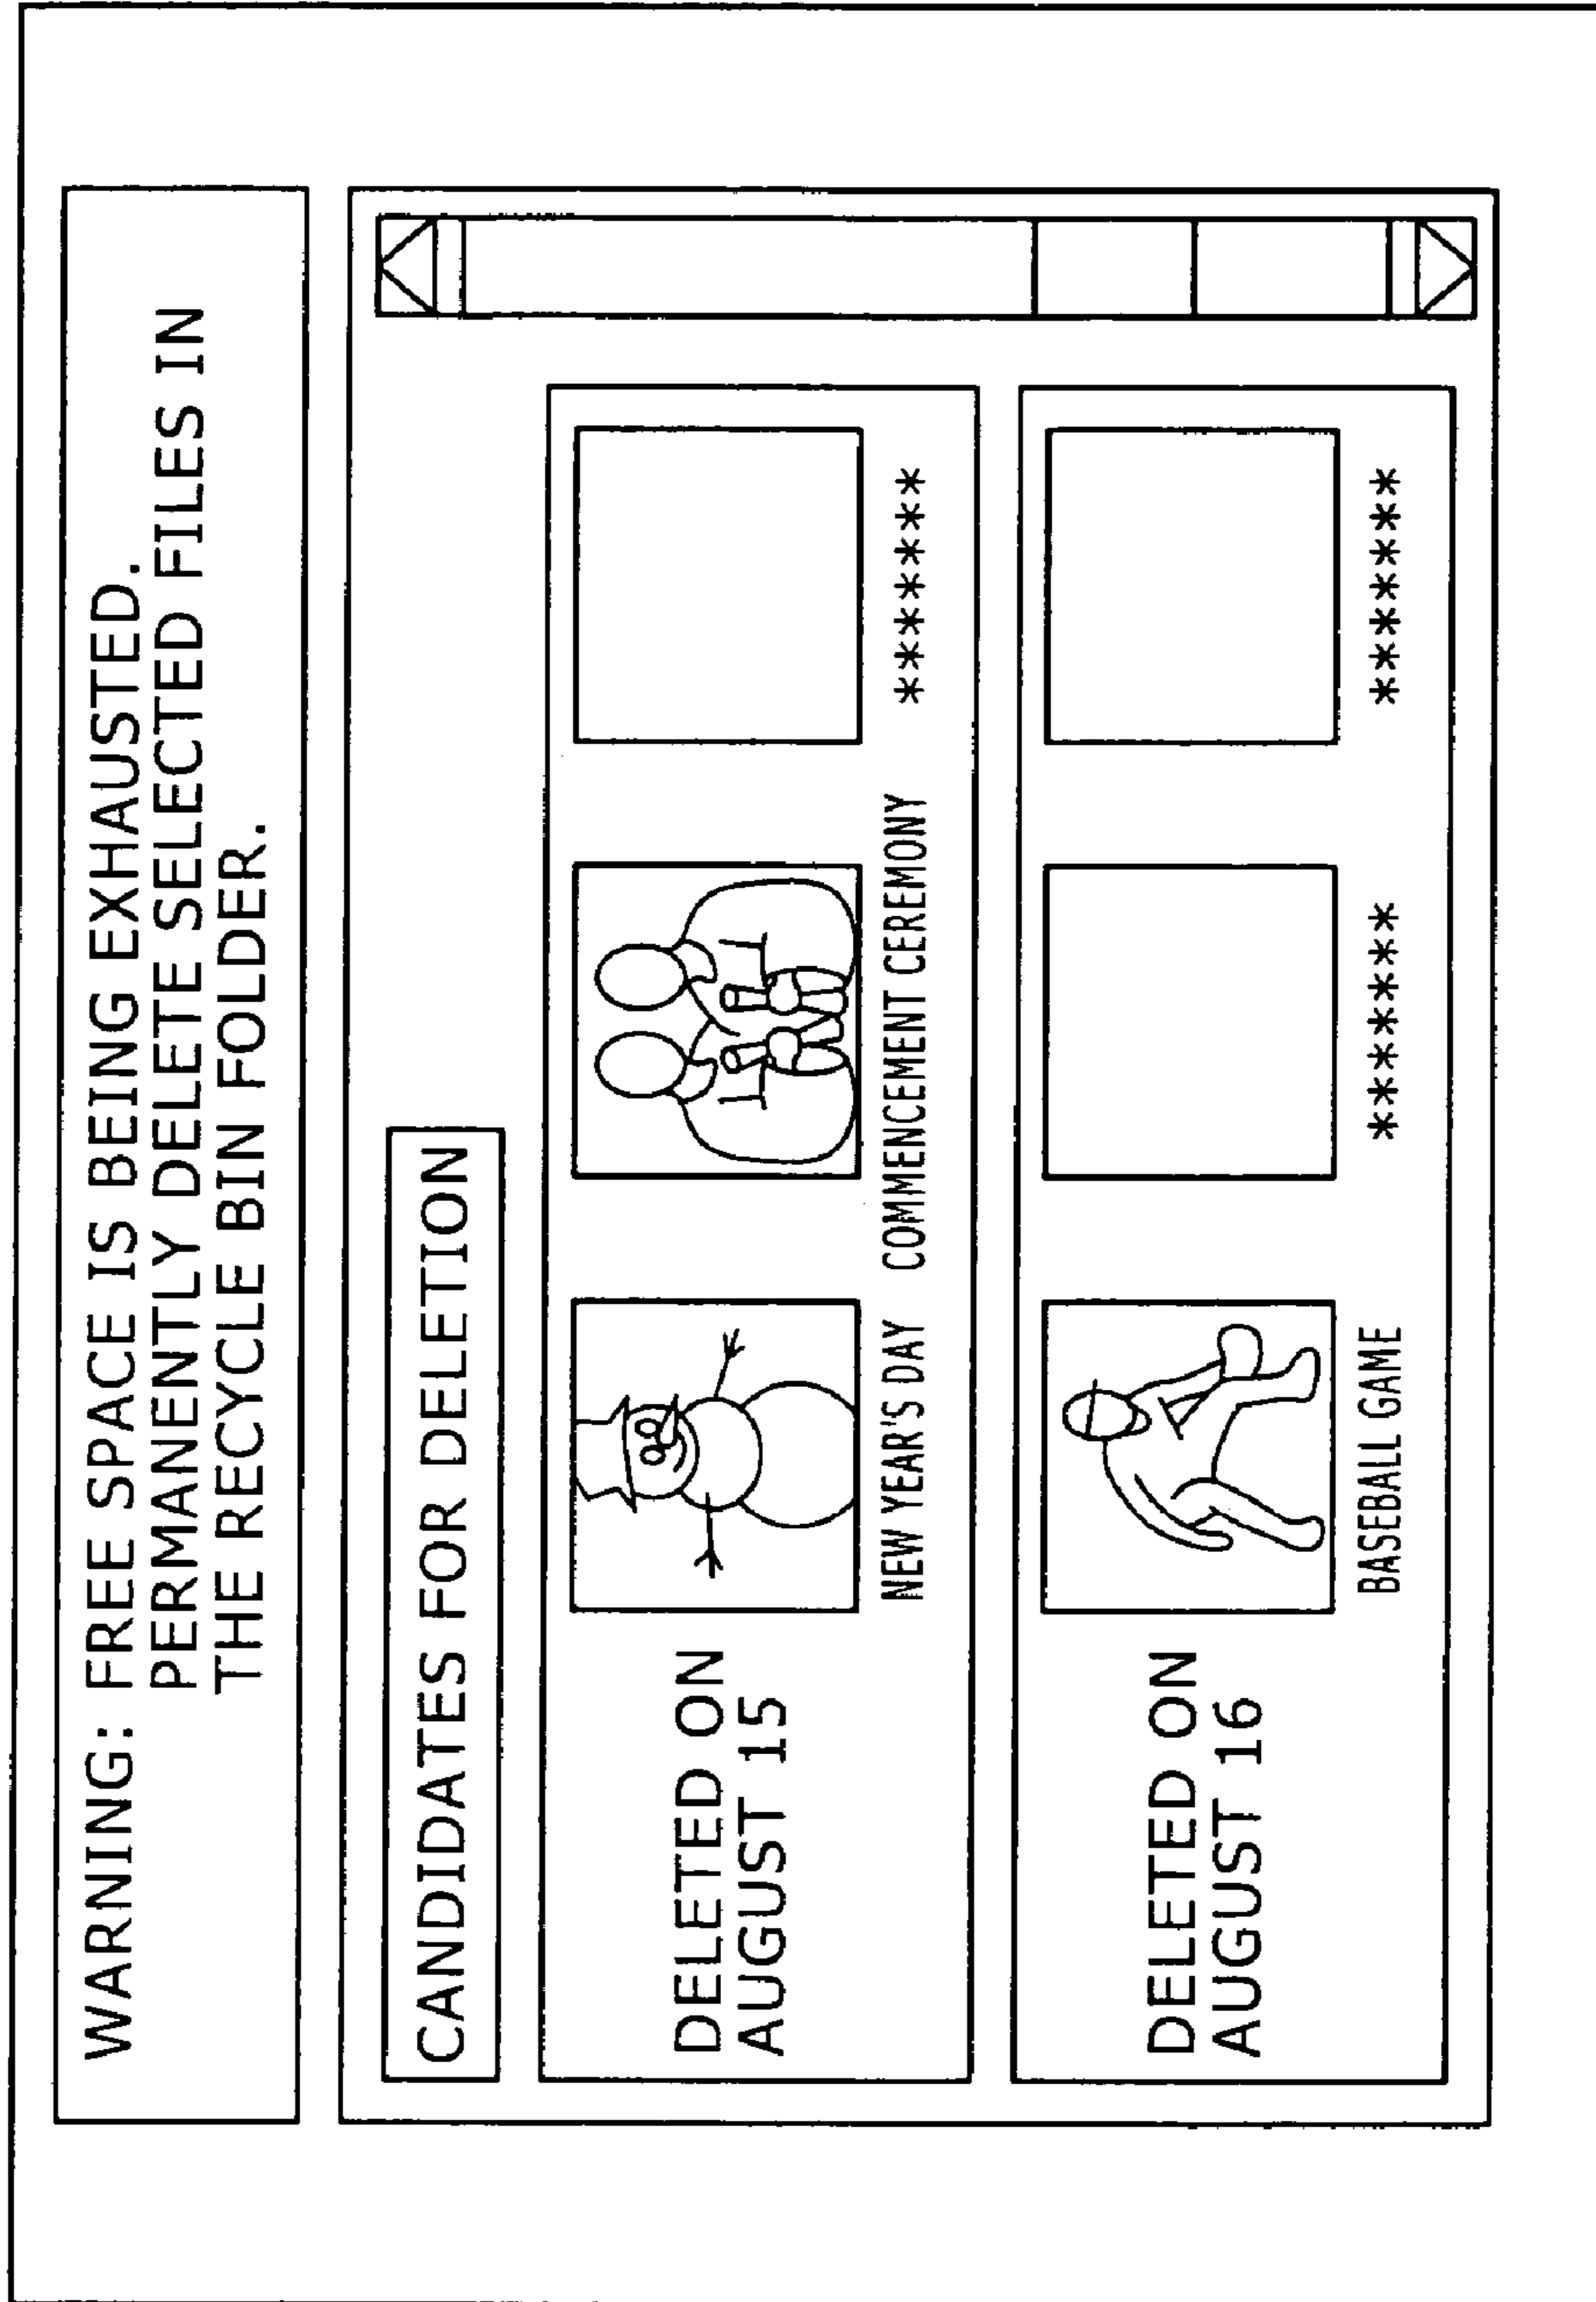 WARNING: FREE SPACE IS BEING EXHAUSTED.
PERMANENTLY DELETE SELECTED FILES IN
THE RECYCLE BIN FOLDER.
CANDIDATES FOR DELETION
DELETED ON
AUGUST 15
NEW YEAR'S DAY COMMENCEMENT CEREMONY *******
DELETED ON
AUGUST 16
BASEBALL GAME ******* *******